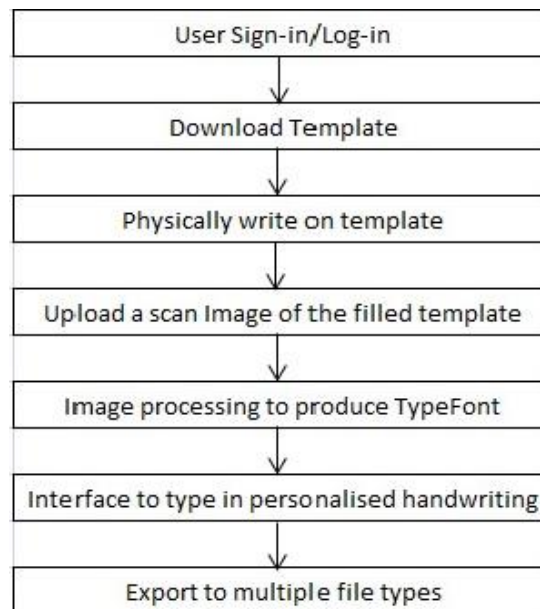 User Sign-in/Log-in
Download Template
Physically write on template
Upload a scan Image of the filled template
Image processing to produce TypeFont
Interface to type in personalised handwriting
Export to multiple file types